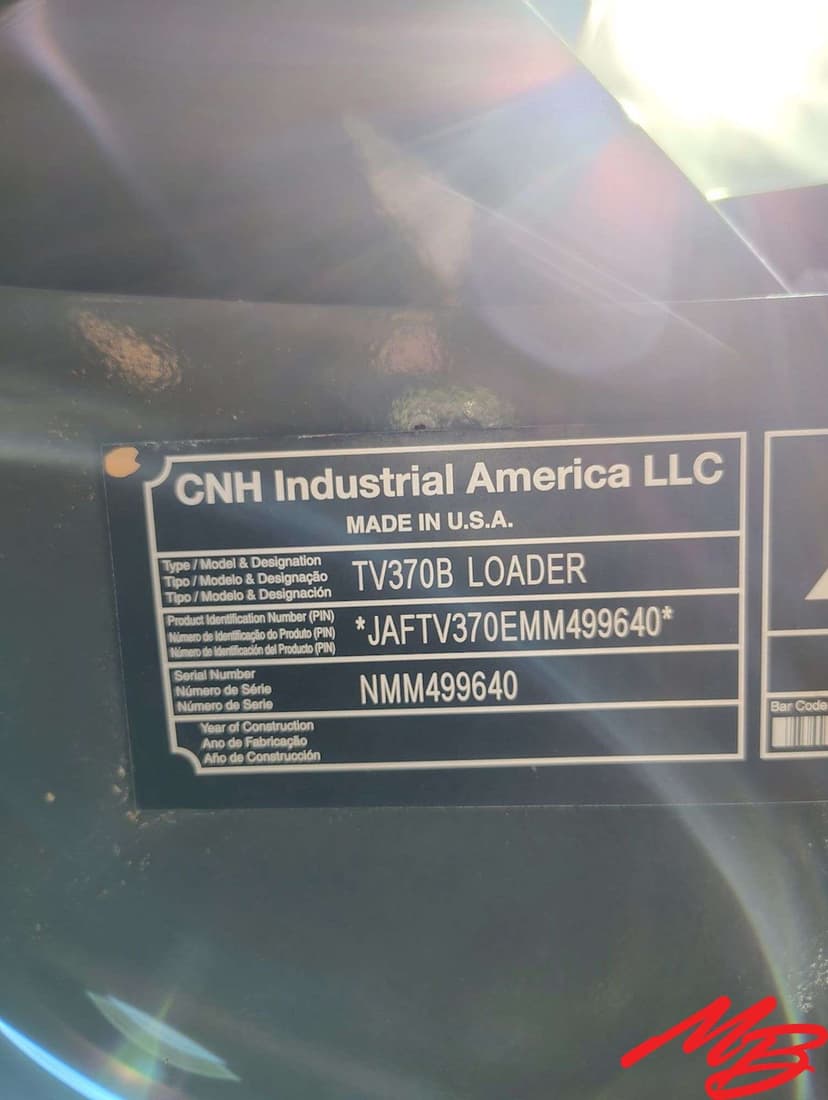 CNH Industrial America LLC
MADE IN U.S.A.
Type / Model & Designation
Tipo / Modelo & Designação
Tipo / Modelo & Designación
TV370B LOADER
Product Identification Number (PIN)
Número de Identificação do Produto (PIN)
Número de Identificación del Producto (PIN)
*JAFTV370EMM499640*
Serial Number
Número de Série
Número de Serie
NMM499640
Year of Construction
Ano de Fabricação
Año de Construcción
Bar Code
MB